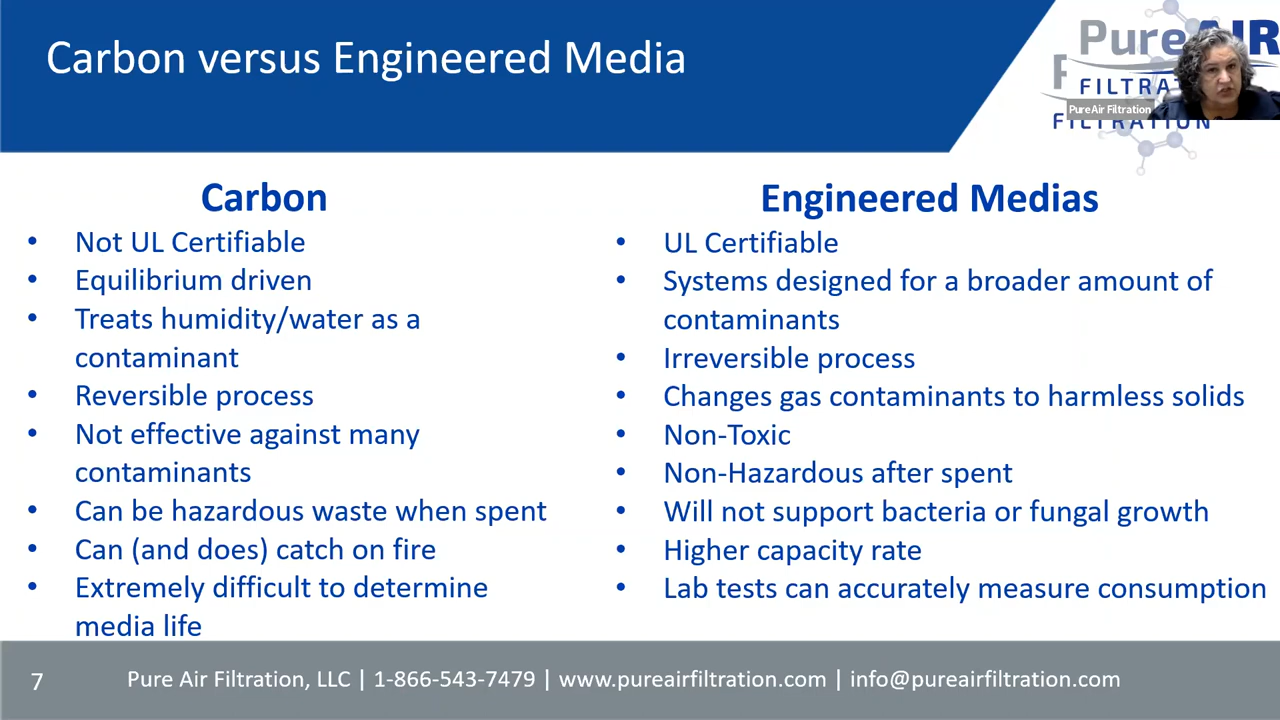 Carbon versus Engineered Media
PureAIR
FILTRATION
PureAir Filtration
Carbon
• Not UL Certifiable
• Equilibrium driven
• Treats humidity/water as a
contaminant
• Reversible process
• Not effective against many
contaminants
• Can be hazardous waste when spent
• Can (and does) catch on fire
• Extremely difficult to determine
media life
Engineered Medias
• UL Certifiable
• Systems designed for a broader amount of
contaminants
• Irreversible process
• Changes gas contaminants to harmless solids
• Non-Toxic
• Non-Hazardous after spent
• Will not support bacteria or fungal growth
• Higher capacity rate
• Lab tests can accurately measure consumption
7
Pure Air Filtration, LLC | 1-866-543-7479 | www.pureairfiltration.com | info@pureairfiltration.com